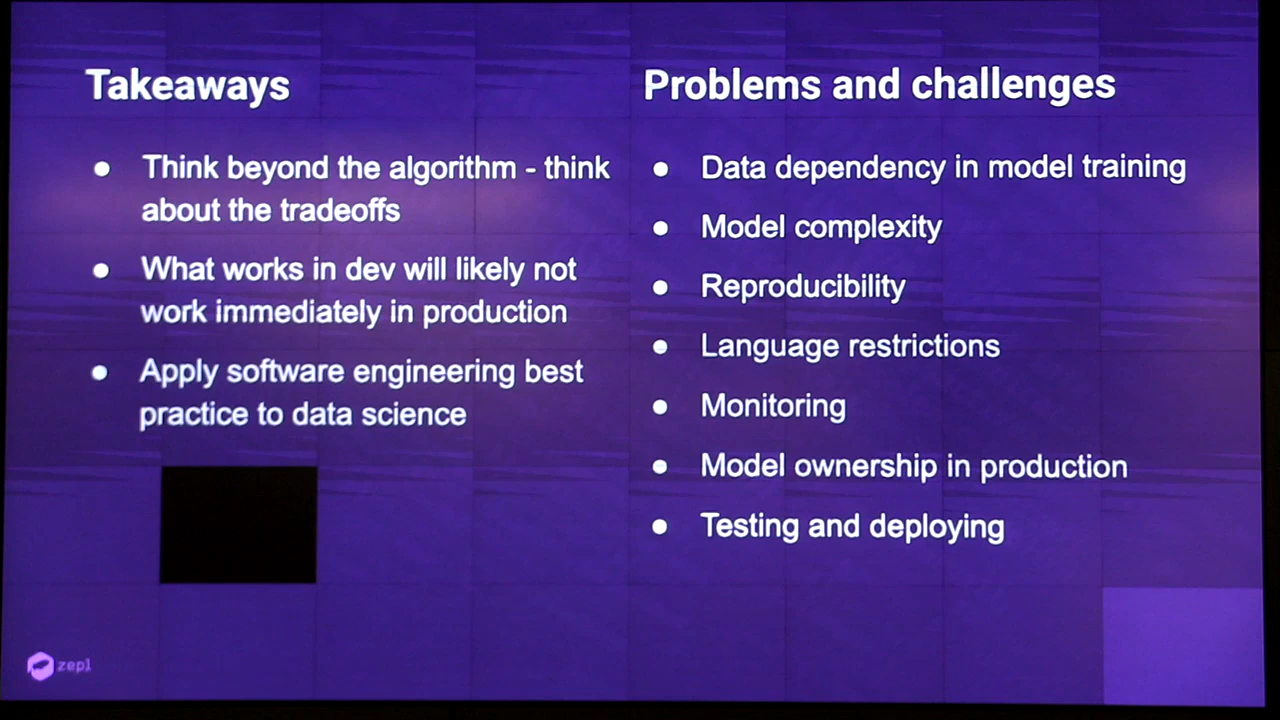 Takeaways
● Think beyond the algorithm - think
about the tradeoffs
● What works in dev will likely not
work immediately in production
● Apply software engineering best
practice to data science
Problems and challenges
● Data dependency in model training
● Model complexity
● Reproducibility
● Language restrictions
● Monitoring
● Model ownership in production
● Testing and deploying
zepl